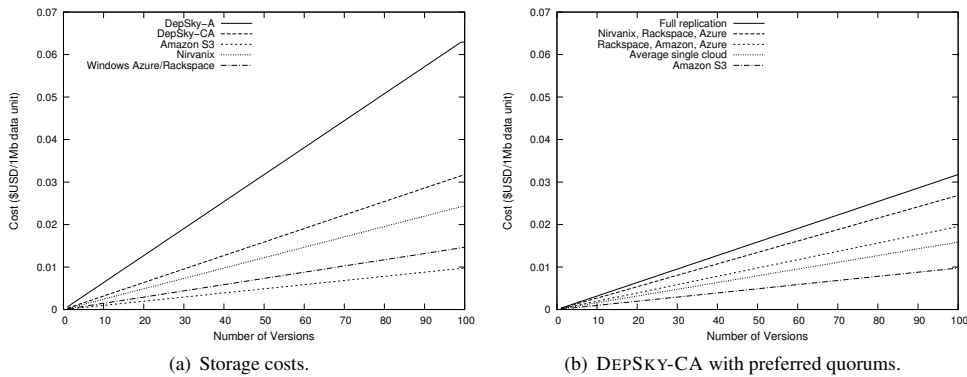 DepSky-A
DepSky-CA
Amazon S3
Nirvanix
Windows Azure/Rackspace
Cost ($USD/1Mb data unit)
0.07
0.06
0.05
0.04
0.03
0.02
0.01
0
0 10 20 30 40 50 60 70 80 90 100
Number of Versions
(a) Storage costs.
Full replication
Nirvanix, Rackspace, Azure
Rackspace, Amazon, Azure
Average single cloud
Amazon S3
Cost ($USD/1Mb data unit)
0.07
0.06
0.05
0.04
0.03
0.02
0.01
0
0 10 20 30 40 50 60 70 80 90 100
Number of Versions
(b) DEPSKY-CA with preferred quorums.